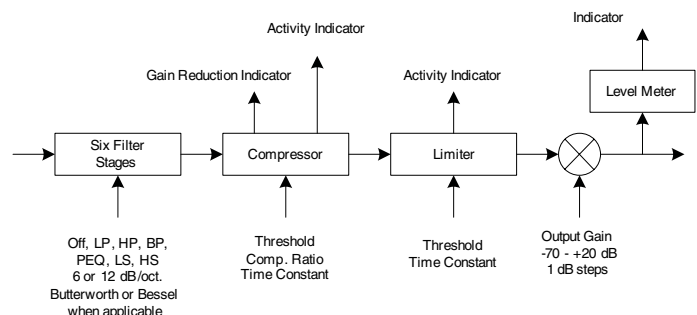 Indicator
Activity Indicator
Gain Reduction Indicator
Activity Indicator
Level Meter
Six Filter
Stages
Compressor
Limiter
Off, LP, HP, BP,
PEQ, LS, HS
6 or 12 dB/oct.
Butterworth or Bessel
when applicable
Threshold
Comp. Ratio
Time Constant
Threshold
Time Constant
Output Gain
-70 - +20 dB
1 dB steps